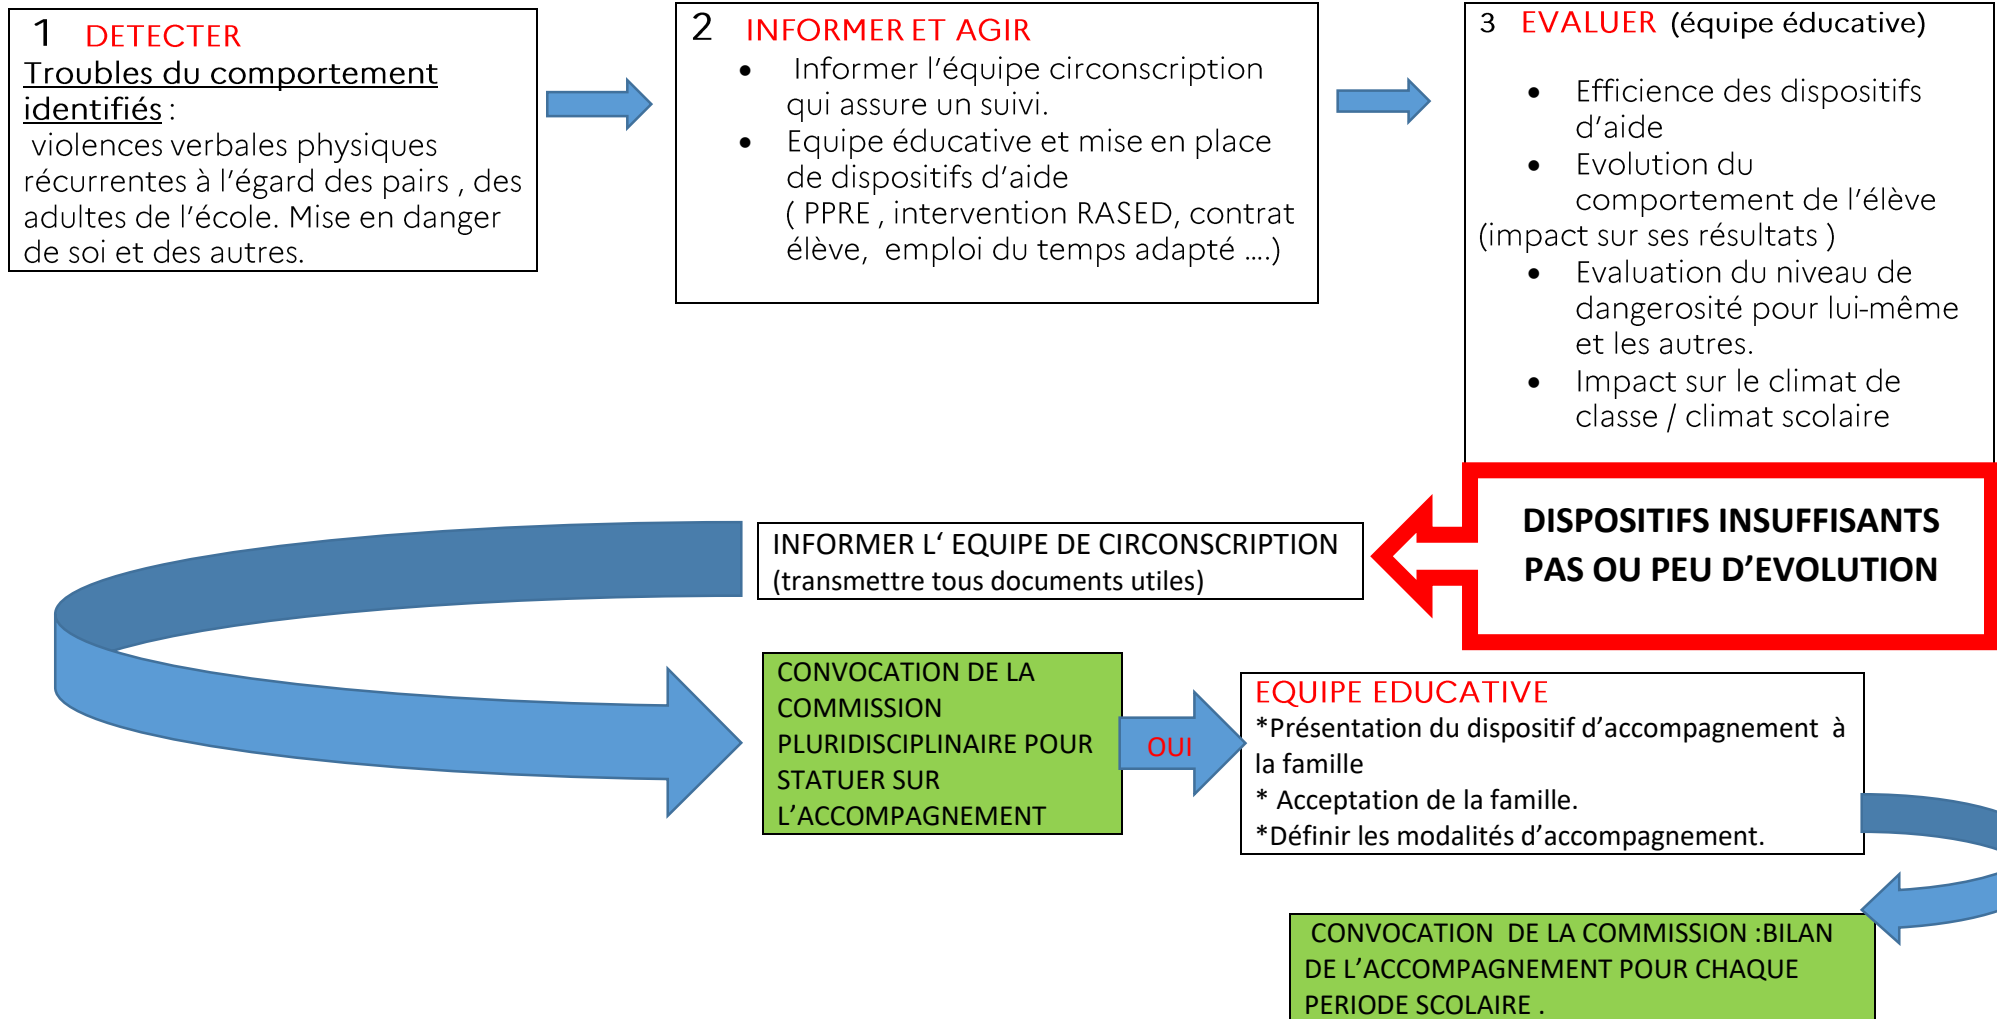 1 DETECTER
Troubles du comportement
identifiés :
violences verbales physiques
récurrentes à l'égard des pairs , des
adultes de l'école. Mise en danger
de soi et des autres.
2 INFORMER ET AGIR
• Informer l'équipe circonscription
qui assure un suivi.
• Equipe éducative et mise en place
de dispositifs d'aide
( PPRE , intervention RASED, contrat
élève, emploi du temps adapté ....)
3 EVALUER (équipe éducative)
• Efficience des dispositifs
d'aide
• Evolution du
comportement de l'élève
(impact sur ses résultats )
• Evaluation du niveau de
dangerosité pour lui-même
et les autres.
• Impact sur le climat de
classe / climat scolaire
DISPOSITIFS INSUFFISANTS
PAS OU PEU D'EVOLUTION
INFORMER L' EQUIPE DE CIRCONSCRIPTION
(transmettre tous documents utiles)
CONVOCATION DE LA
COMMISSION
PLURIDISCIPLINAIRE POUR
STATUER SUR
L'ACCOMPAGNEMENT
OUI
EQUIPE EDUCATIVE
*Présentation du dispositif d'accompagnement à
la famille
* Acceptation de la famille.
*Définir les modalités d'accompagnement.
CONVOCATION DE LA COMMISSION :BILAN
DE L'ACCOMPAGNEMENT POUR CHAQUE
PERIODE SCOLAIRE .